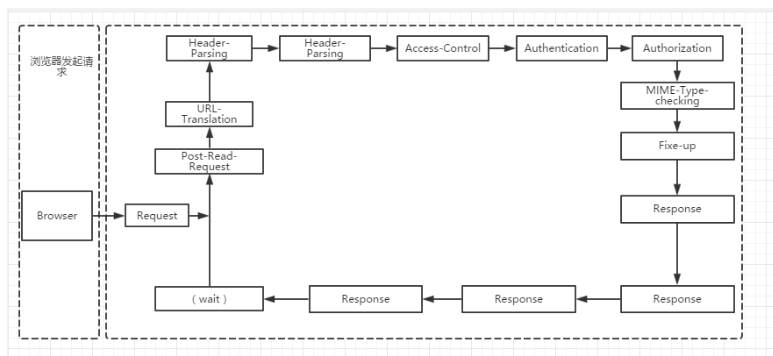 浏览器发起请
求
Header-
Parsing
Header-
Parsing
Access-Control
Authentication
Authorization
MIME-Type-
checking
URL-
Translation
Fixe-up
Post-Read-
Request
Browser
Request
Response
（wait）
Response
Response
Response